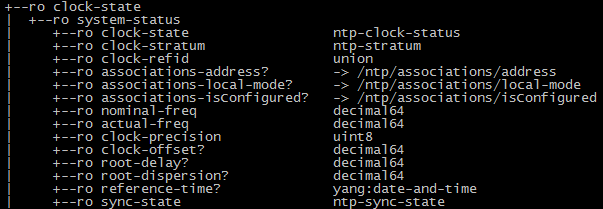 +--ro clock-state
|  +--ro system-status
|     +--ro clock-state                  ntp-clock-status
|     +--ro clock-stratum                ntp-stratum
|     +--ro clock-refid                  union
|     +--ro associations-address?        -> /ntp/associations/address
|     +--ro associations-local-mode?     -> /ntp/associations/local-mode
|     +--ro associations-isConfigured?   -> /ntp/associations/isConfigured
|     +--ro nominal-freq                 decimal64
|     +--ro actual-freq                  decimal64
|     +--ro clock-precision              uint8
|     +--ro clock-offset?                decimal64
|     +--ro root-delay?                  decimal64
|     +--ro root-dispersion?             decimal64
|     +--ro reference-time?              yang:date-and-time
|     +--ro sync-state                   ntp-sync-state